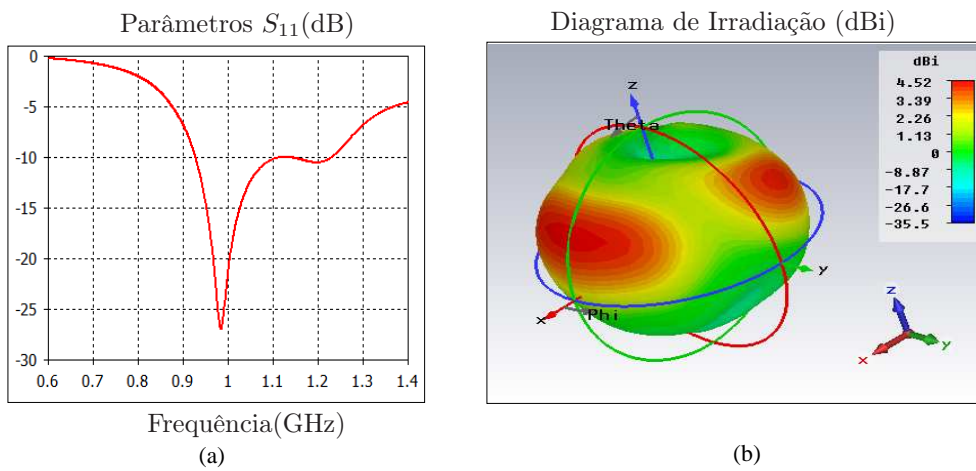 Parâmetros S₁₁(dB)
0
-5
-10
-15
-20
-25
-30
0.6 0.7 0.8 0.9 1 1.1 1.2 1.3 1.4
Frequência(GHz)
(a)
Diagrama de Irradiação (dBi)
dBi
4.52
3.39
2.26
1.13
0
-8.87
-17.7
-26.6
-35.5
z
Theta
y
x
Phi
z
x
y
(b)